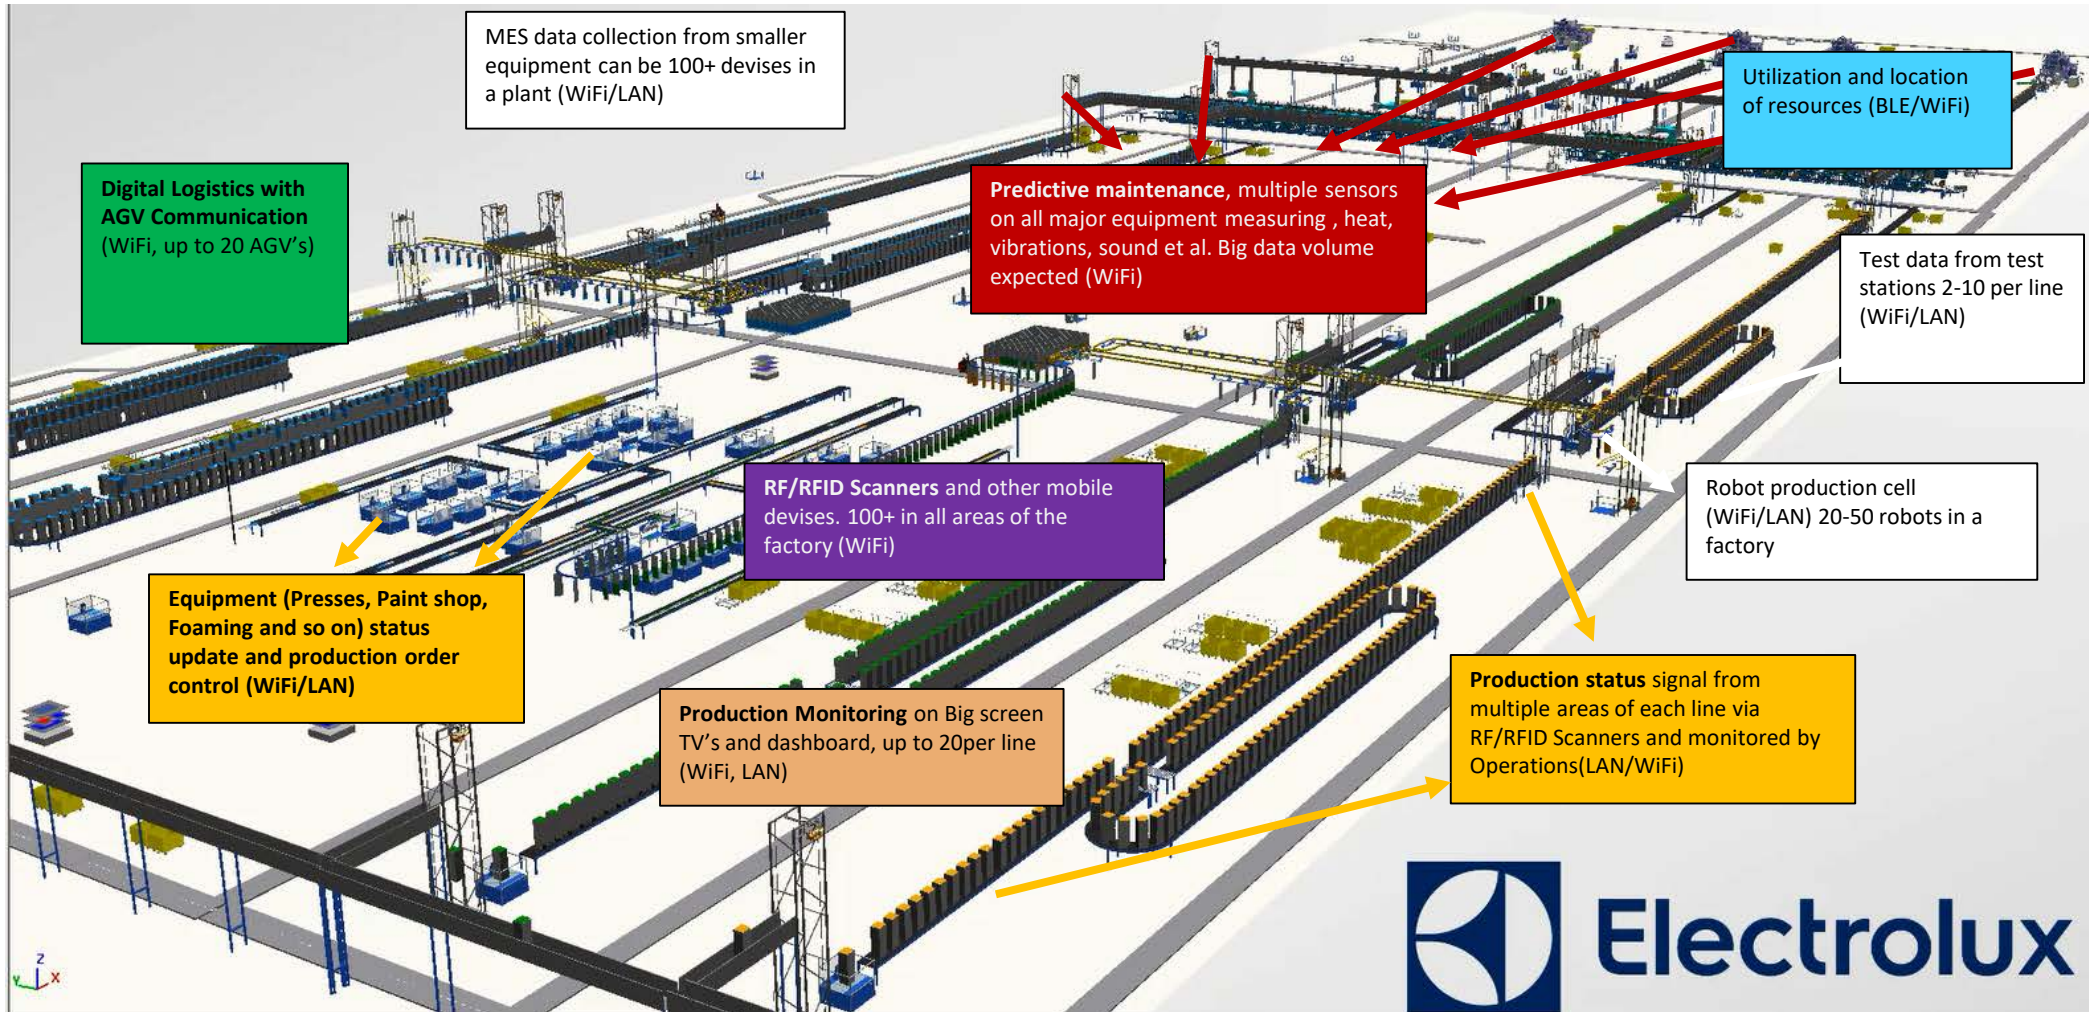 MES data collection from smaller
equipment can be 100+ devises in
a plant (WiFi/LAN)
Utilization and location
of resources (BLE/WiFi)
Digital Logistics with
AGV Communication
(WiFi, up to 20 AGV’s)
Predictive maintenance, multiple sensors
on all major equipment measuring , heat,
vibrations, sound et al. Big data volume
expected (WiFi)
Test data from test
stations 2-10 per line
(WiFi/LAN)
RF/RFID Scanners and other mobile
devises. 100+ in all areas of the
factory (WiFi)
Robot production cell
(WiFi/LAN) 20-50 robots in a
factory
Equipment (Presses, Paint shop,
Foaming and so on) status
update and production order
control (WiFi/LAN)
Production Monitoring on Big screen
TV’s and dashboard, up to 20per line
(WiFi, LAN)
Production status signal from
multiple areas of each line via
RF/RFID Scanners and monitored by
Operations(LAN/WiFi)
Z
Y X
Electrolux